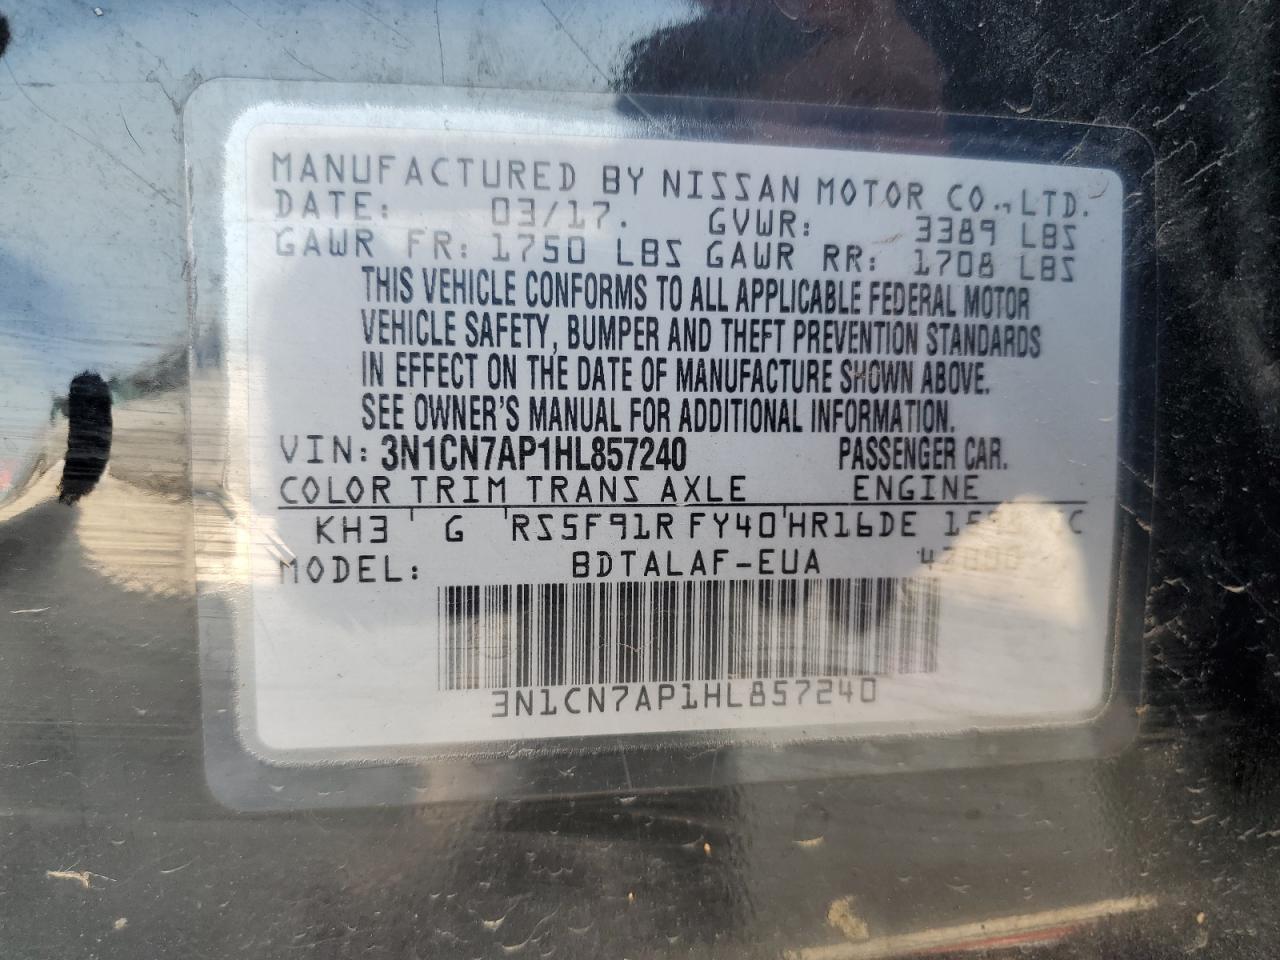 MANUFACTURED BY NISSAN MOTOR CO., LTD.
DATE: 03/17. GVWR: 3389 LBS
GAWR FR: 1750 LBS GAWR RR: 1708 LBS
THIS VEHICLE CONFORMS TO ALL APPLICABLE FEDERAL MOTOR
VEHICLE SAFETY, BUMPER AND THEFT PREVENTION STANDARDS
IN EFFECT ON THE DATE OF MANUFACTURE SHOWN ABOVE.
SEE OWNER'S MANUAL FOR ADDITIONAL INFORMATION.
VIN: 3N1CN7AP1HL857240 PASSENGER CAR.
COLOR TRIM TRANS AXLE ENGINE
KH3 G RS5F91R FY40 HR16DE
MODEL: BDTALAF-EUA
3N1CN7AP1HL857240